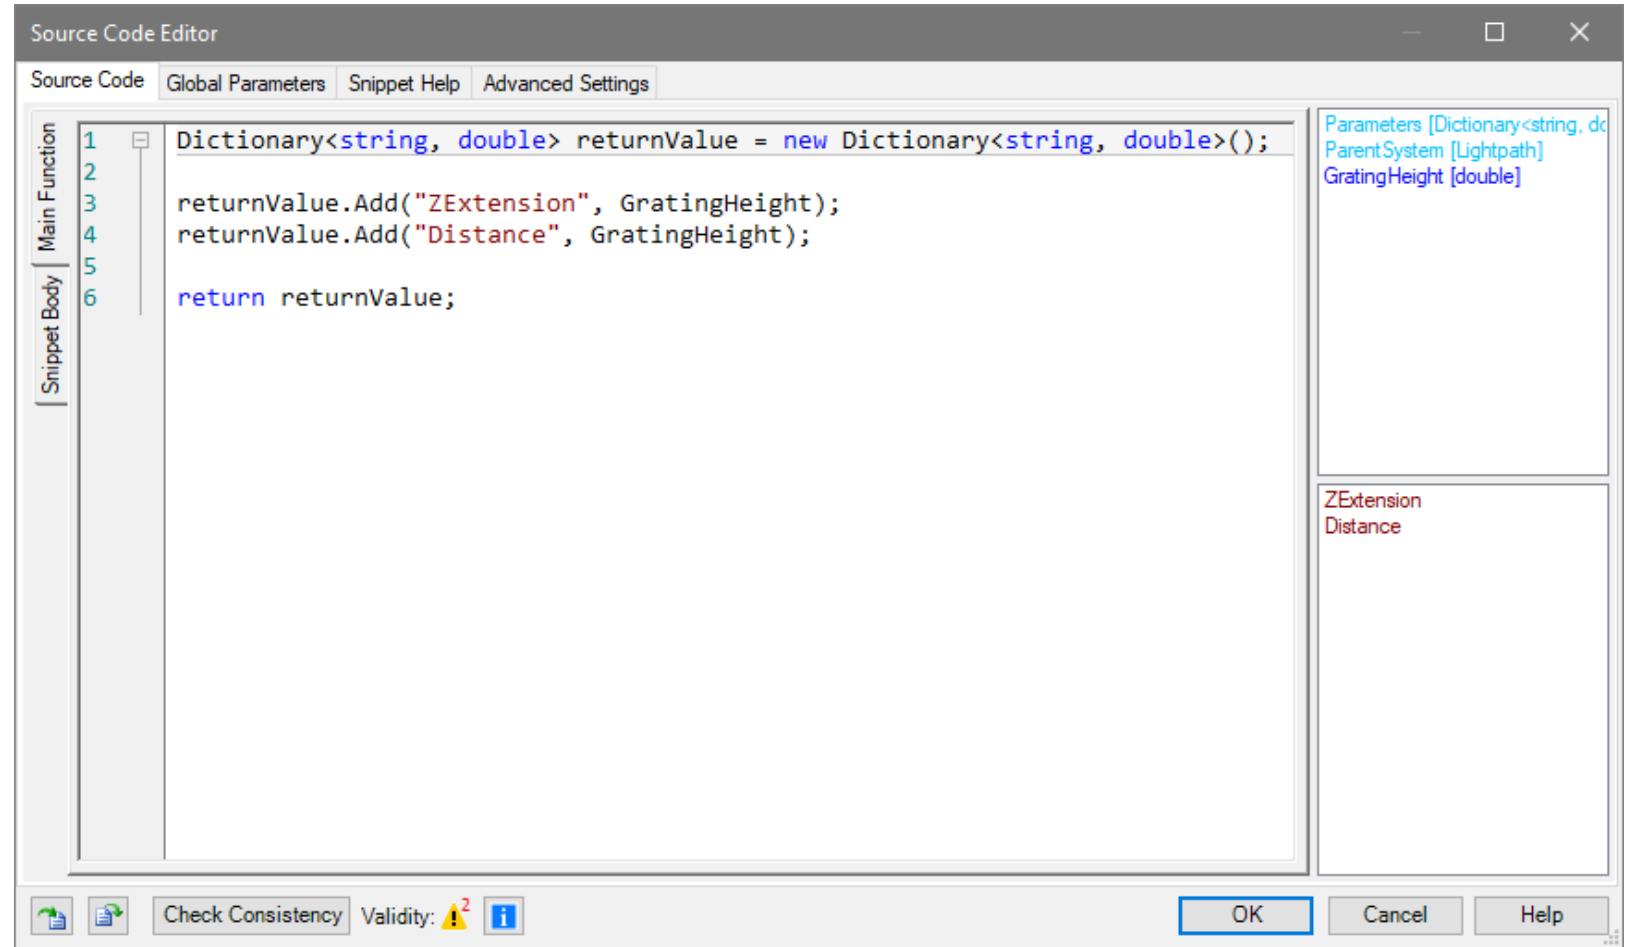 Source Code Editor
Source Code Global Parameters Snippet Help Advanced Settings
Main Function
Snippet Body
1 Dictionary<string, double> returnValue = new Dictionary<string, double>();
2
3 returnValue.Add("ZExtension", GratingHeight);
4 returnValue.Add("Distance", GratingHeight);
5
6 return returnValue;
Parameters [Dictionary<string, dc
ParentSystem [Lightpath]
GratingHeight [double]
ZExtension
Distance
Check Consistency Validity: 2 OK Cancel Help